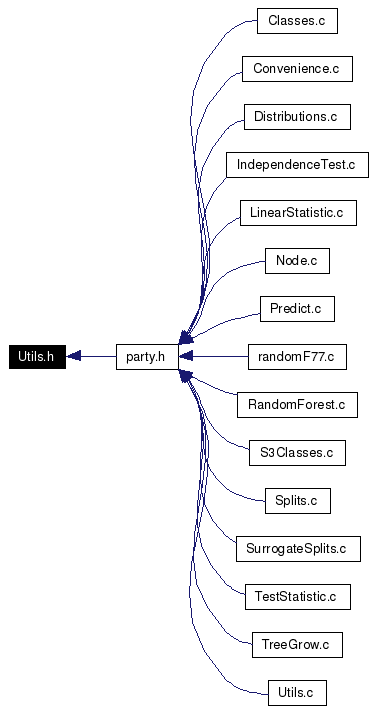 Classes.c
Convenience.c
Distributions.c
IndependenceTest.c
LinearStatistic.c
Node.c
Predict.c
Utils.h
party.h
randomF77.c
RandomForest.c
S3Classes.c
Splits.c
SurrogateSplits.c
TestStatistic.c
TreeGrow.c
Utils.c